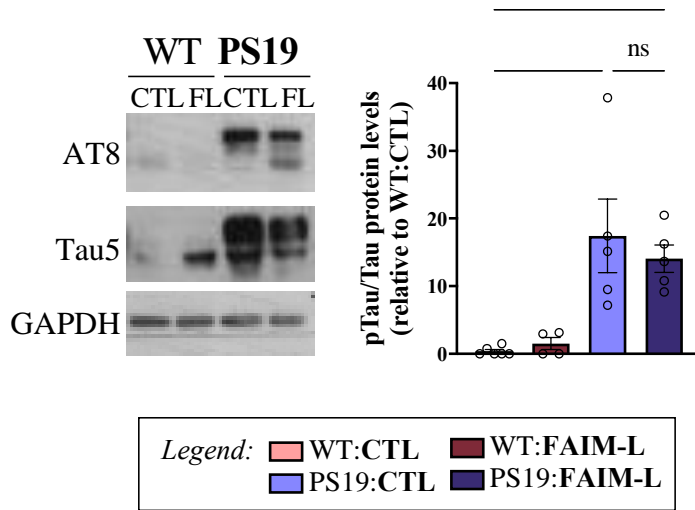 WT PS19
CTL FL CTL FL
AT8
Tau5
GAPDH
ns
pTau/Tau protein levels
(relative to WT:CTL)
40
30
20
10
0
Legend: WT:CTL WT:FAIM-L
PS19:CTL PS19:FAIM-L